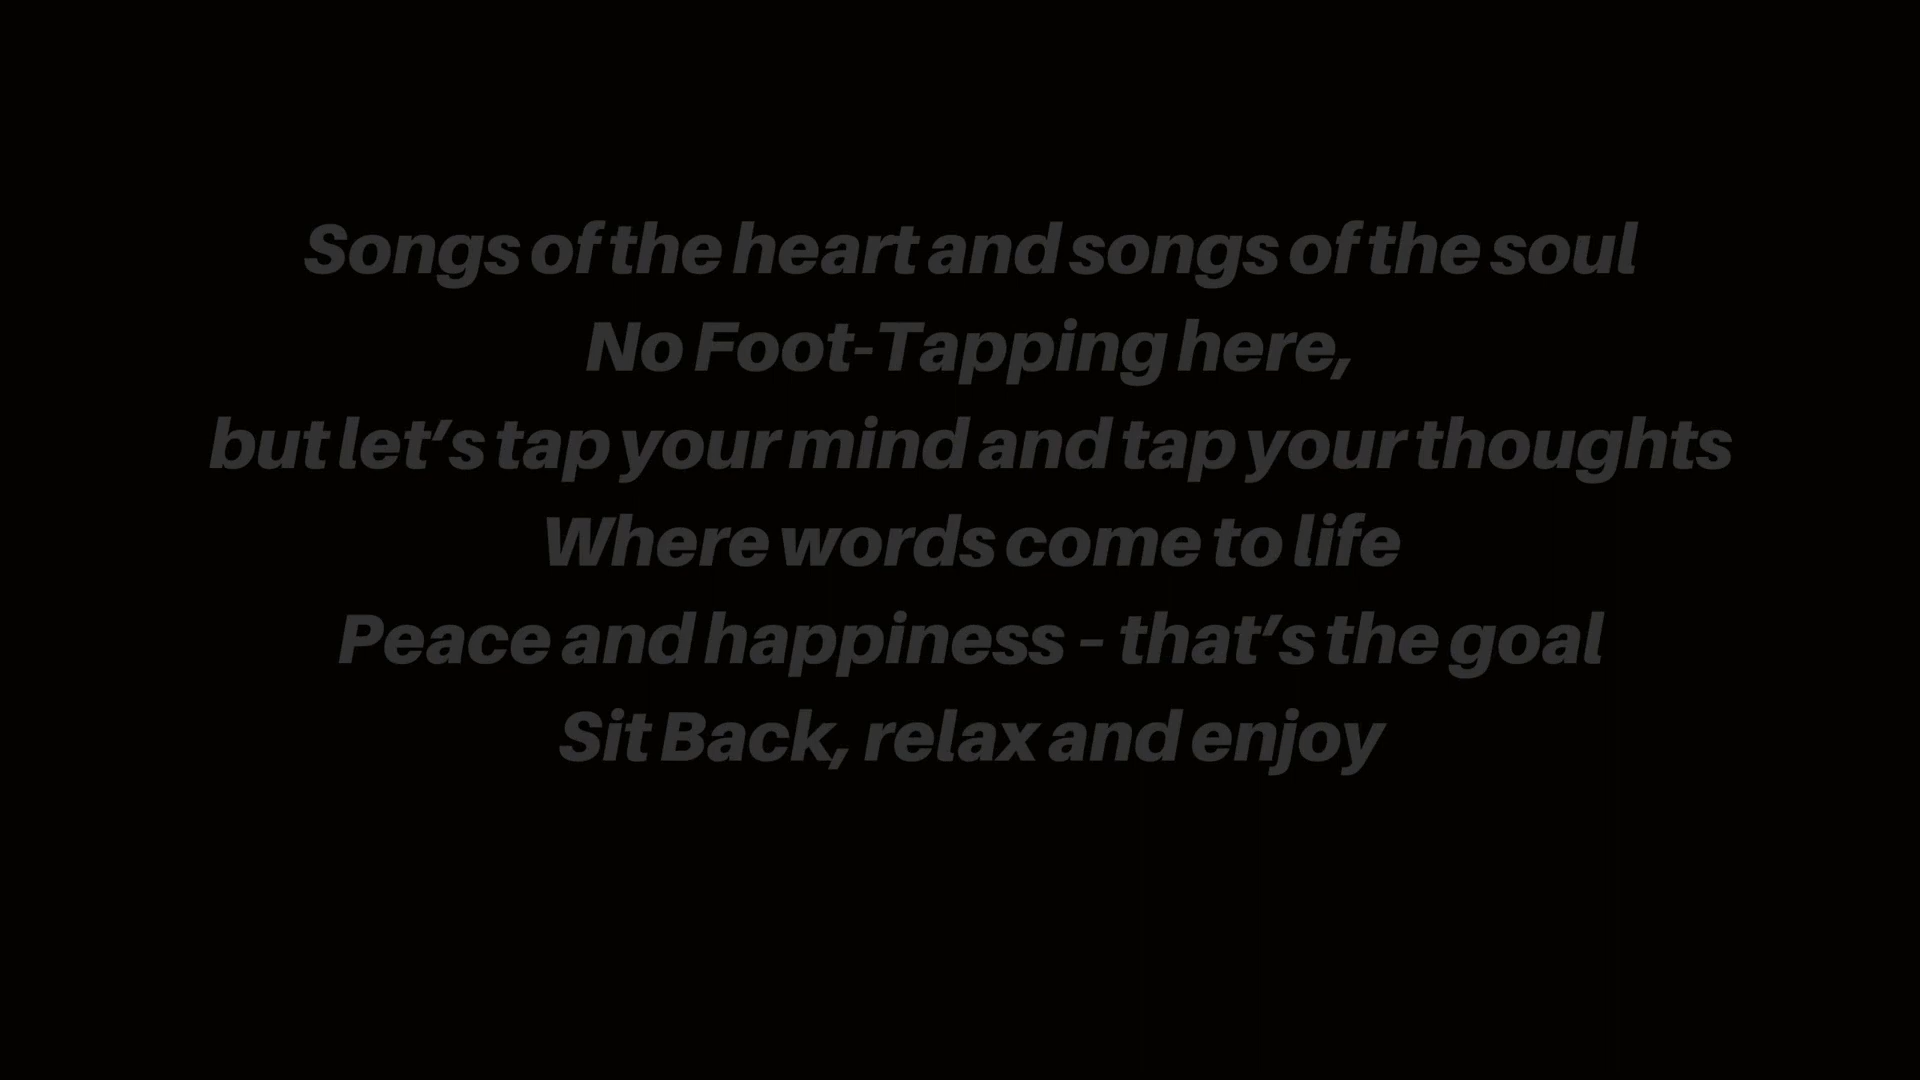 Songs of the heart and songs of the soul
No Foot-Tapping here,
but let’s tap your mind and tap your thoughts
Where words come to life
Peace and happiness – that’s the goal
Sit Back, relax and enjoy